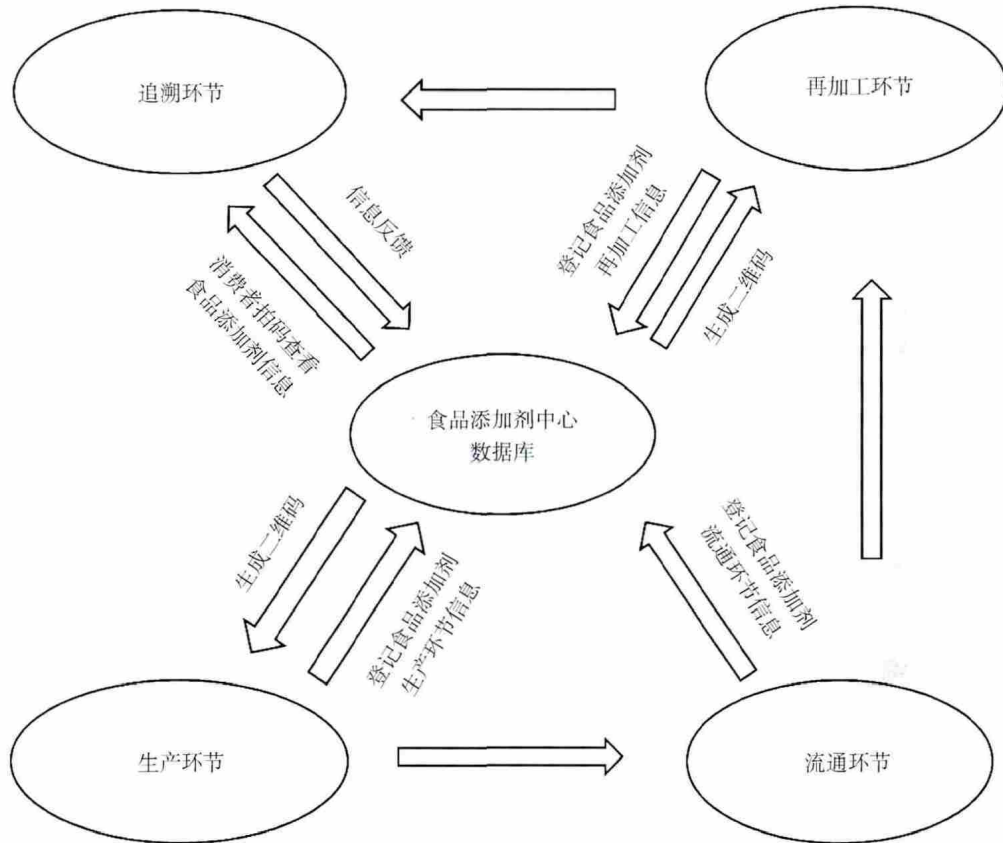 追溯环节
再加工环节
信息反馈
消费者拍码查看
食品添加剂信息
登记食品添加剂
再加工信息
生成二维码
食品添加剂中心
数据库
生成二维码
登记食品添加剂
生产环节信息
登记食品添加剂
流通环节信息
生产环节
流通环节